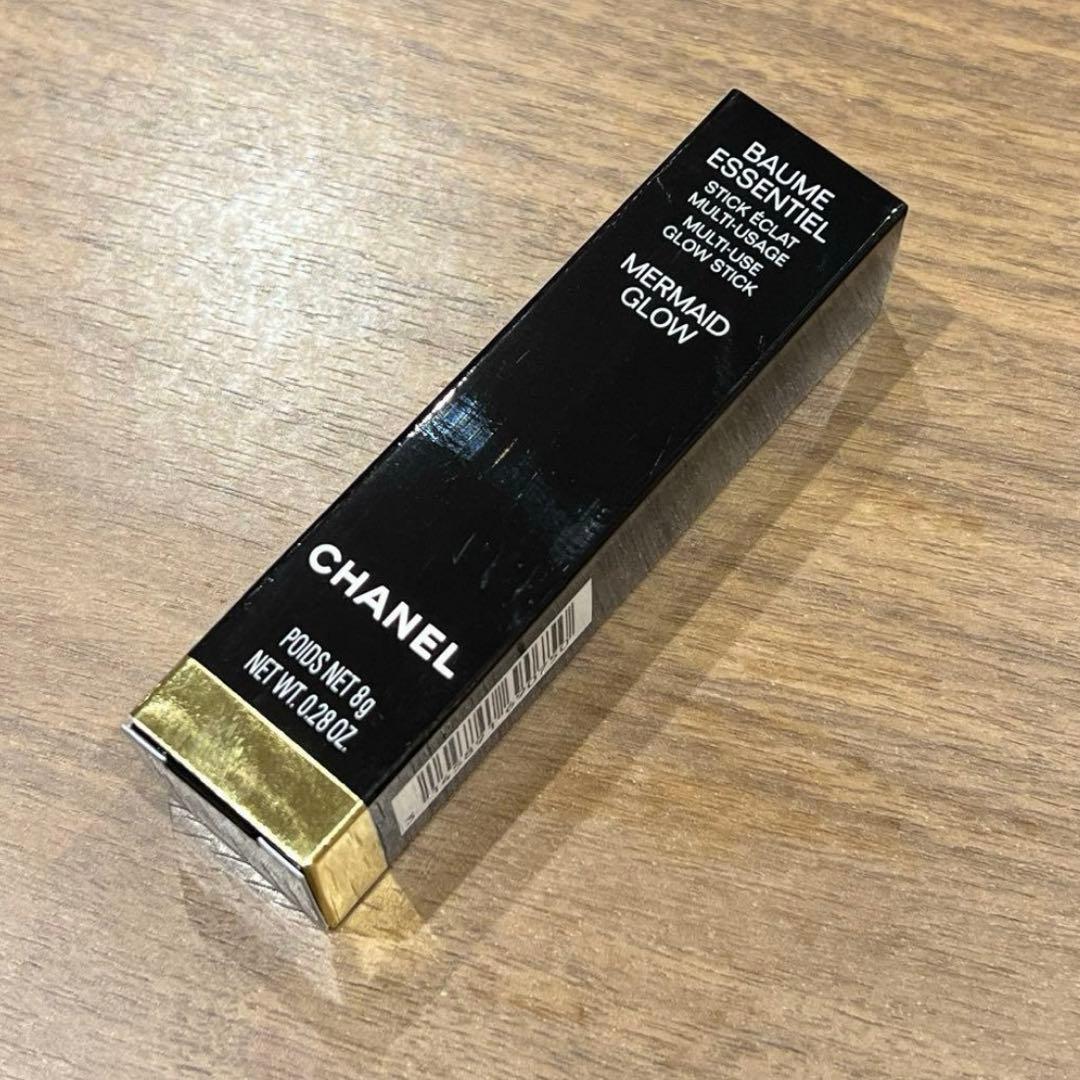 BAUME
ESSENTIEL
STICK ÉCLAT
MULTI-USAGE
MULTI-USE
GLOW STICK
MERMAID
GLOW
CHANEL
POIDS NET 8g
NET WT. 0.28 OZ.